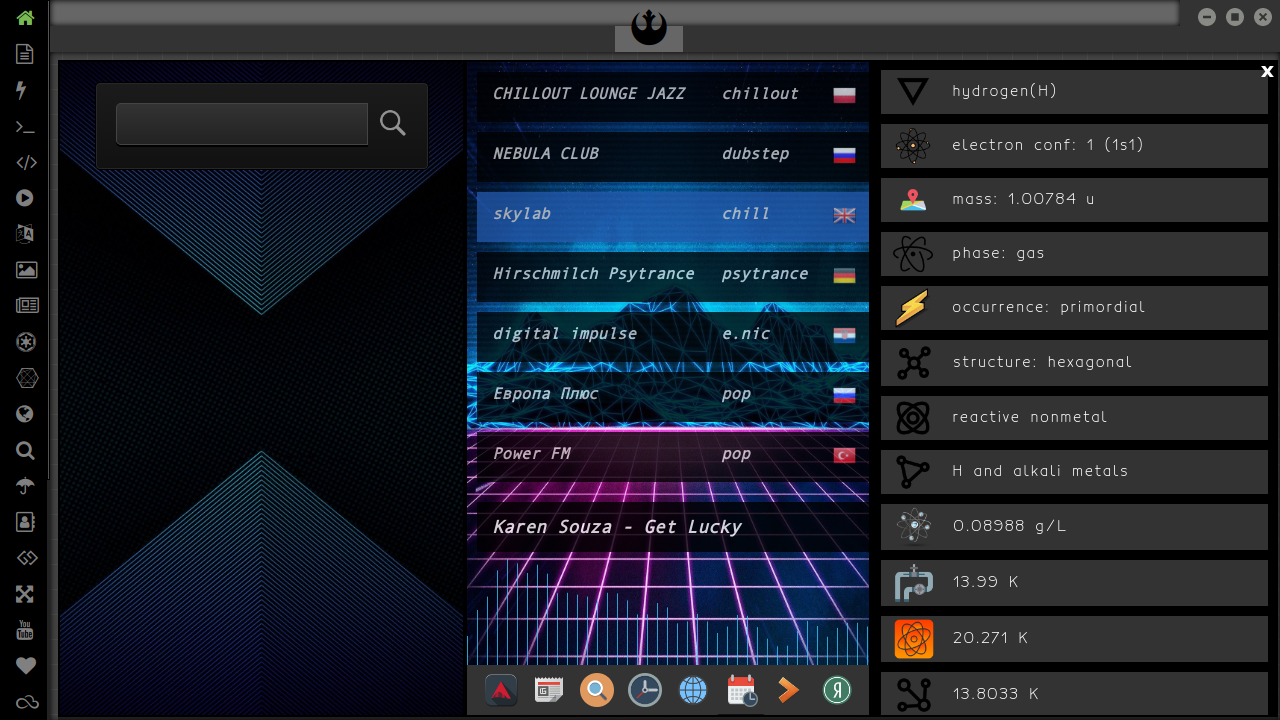 x
CHILLOUT LOUNGE JAZZ chillout
NEBULA CLUB dubstep
skylab chill
Hirschmilch Psytrance psytrance
digital impulse e.nic
Европа Плюс pop
Power FM pop
Karen Souza - Get Lucky
hydrogen(H)
electron conf: 1 (1s1)
mass: 1.00784 u
phase: gas
occurrence: primordial
structure: hexagonal
reactive nonmetal
H and alkali metals
0.08988 g/L
13.99 K
20.271 K
13.8033 K
You
Tube
Я